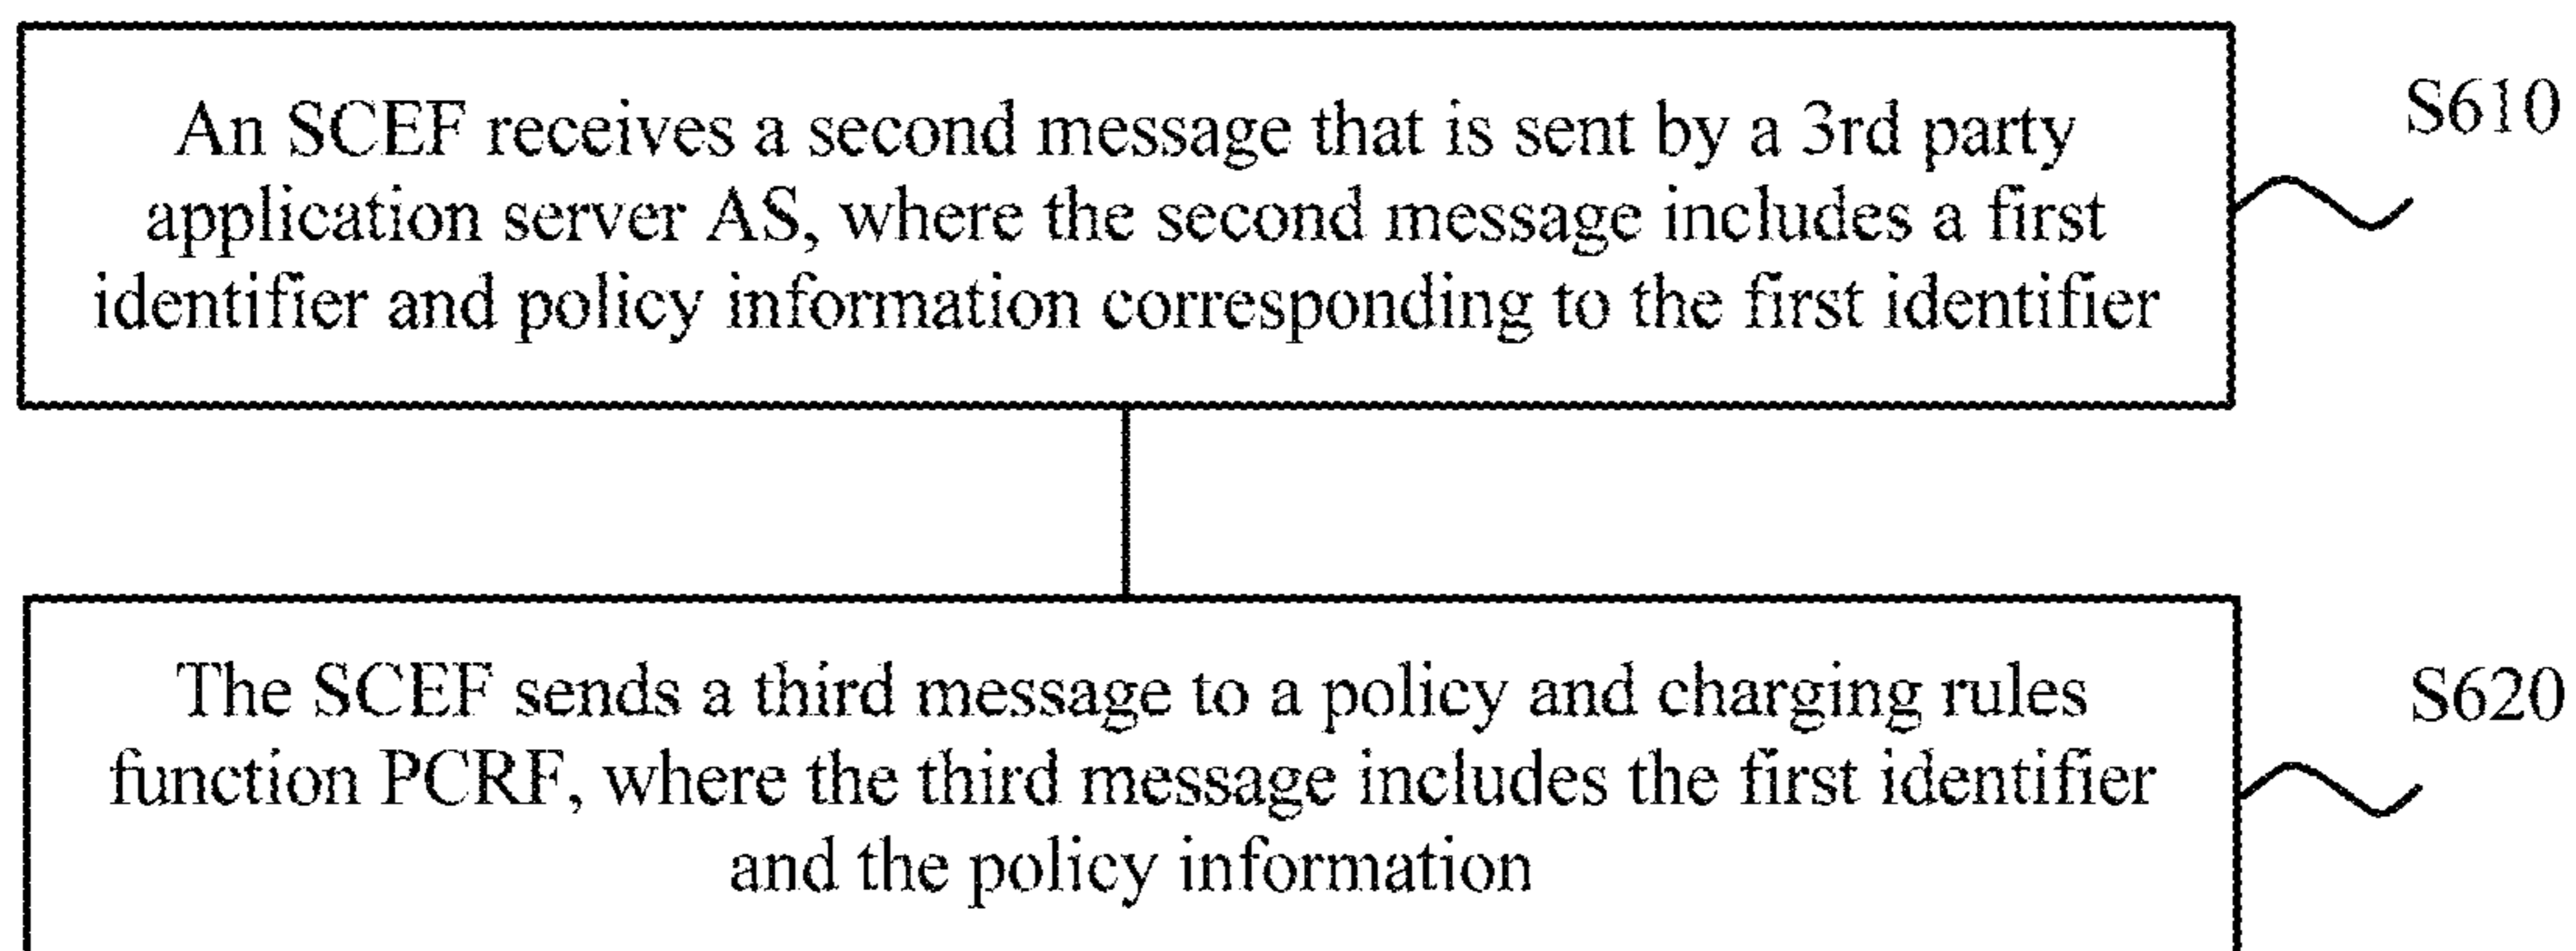 An SCEF receives a second message that is sent by a 3rd party
application server AS, where the second message includes a first
identifier and policy information corresponding to the first identifier
S610
The SCEF sends a third message to a policy and charging rules
function PCRF, where the third message includes the first identifier
and the policy information
S620